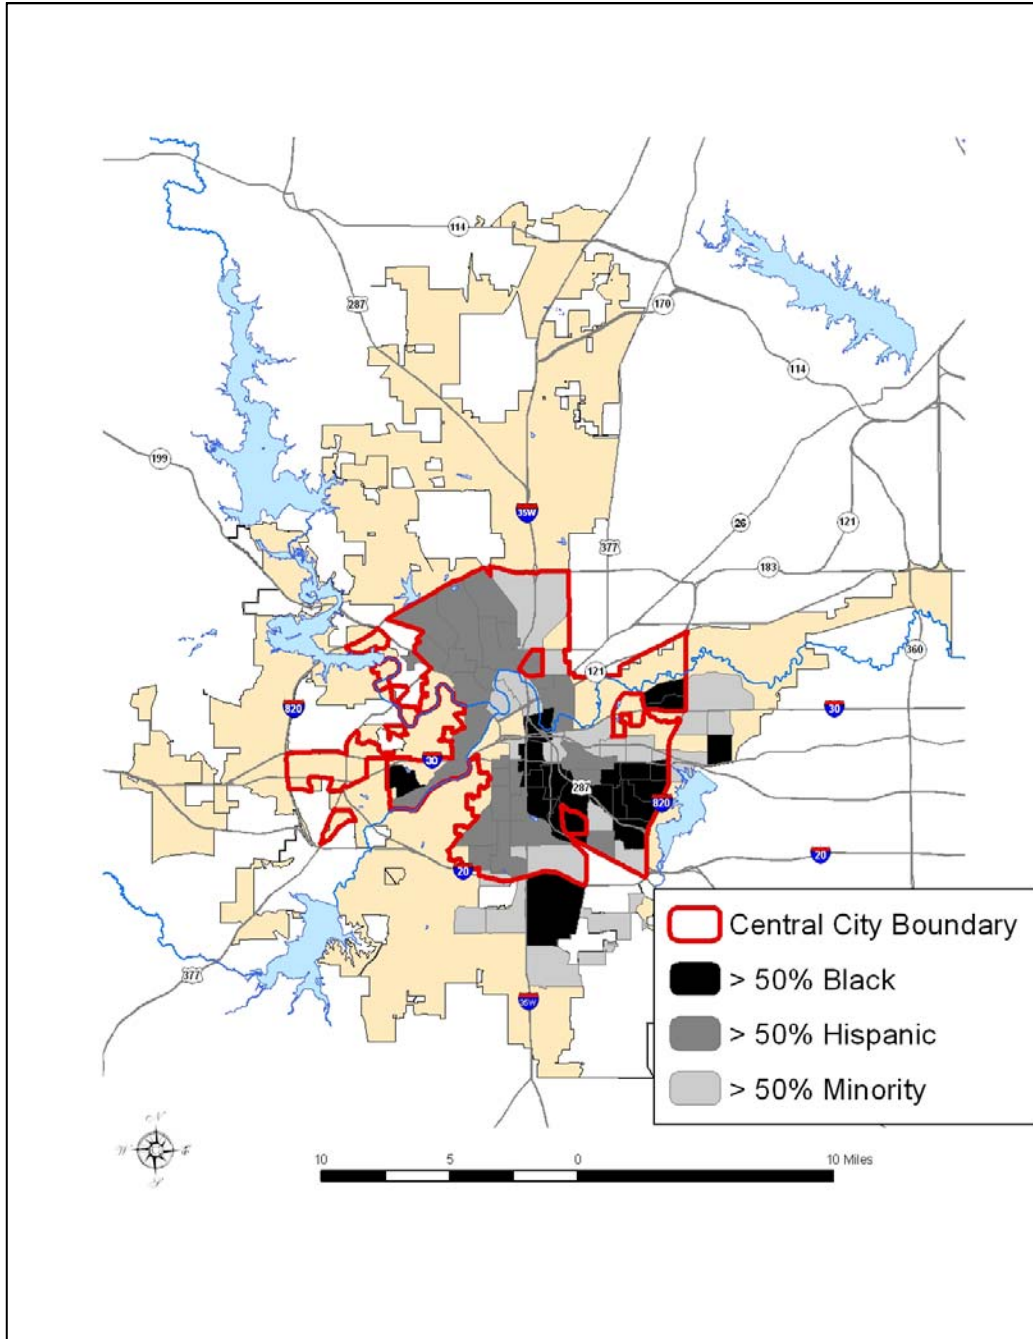 114
287
170
114
199
35W
26
121
377
183
121
360
820
30
30
287
820
20
20
Central City Boundary
377
> 50% Black
35W
> 50% Hispanic
> 50% Minority
N
W
E
S
10 5 0 10 Miles